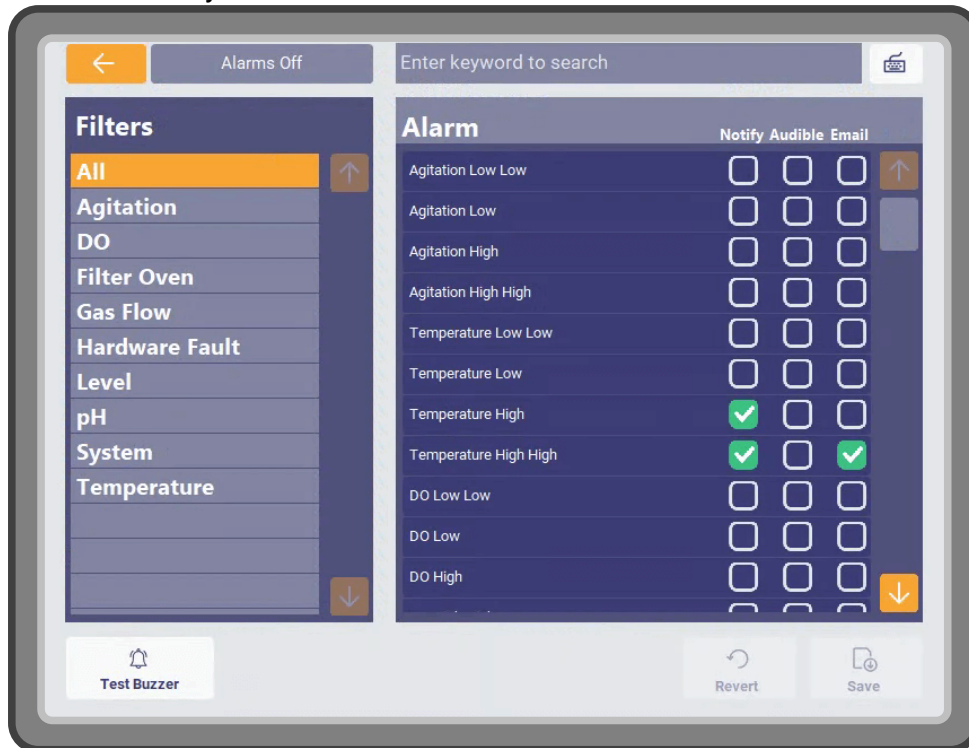 Alarms Off
Enter keyword to search
Filters
All
Agitation
DO
Filter Oven
Gas Flow
Hardware Fault
Level
pH
System
Temperature
Alarm
Notify Audible Email
Agitation Low Low
Agitation Low
Agitation High
Agitation High High
Temperature Low Low
Temperature Low
Temperature High
Temperature High High
DO Low Low
DO Low
DO High
Test Buzzer
Revert
Save